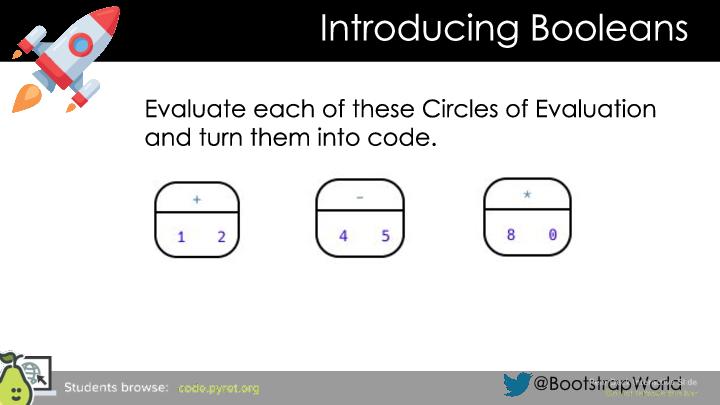 Introducing Booleans
Evaluate each of these Circles of Evaluation
and turn them into code.
+ - *
1 2 4 5 8 0
Students browse: code.pyret.org
@BootstrapWorld